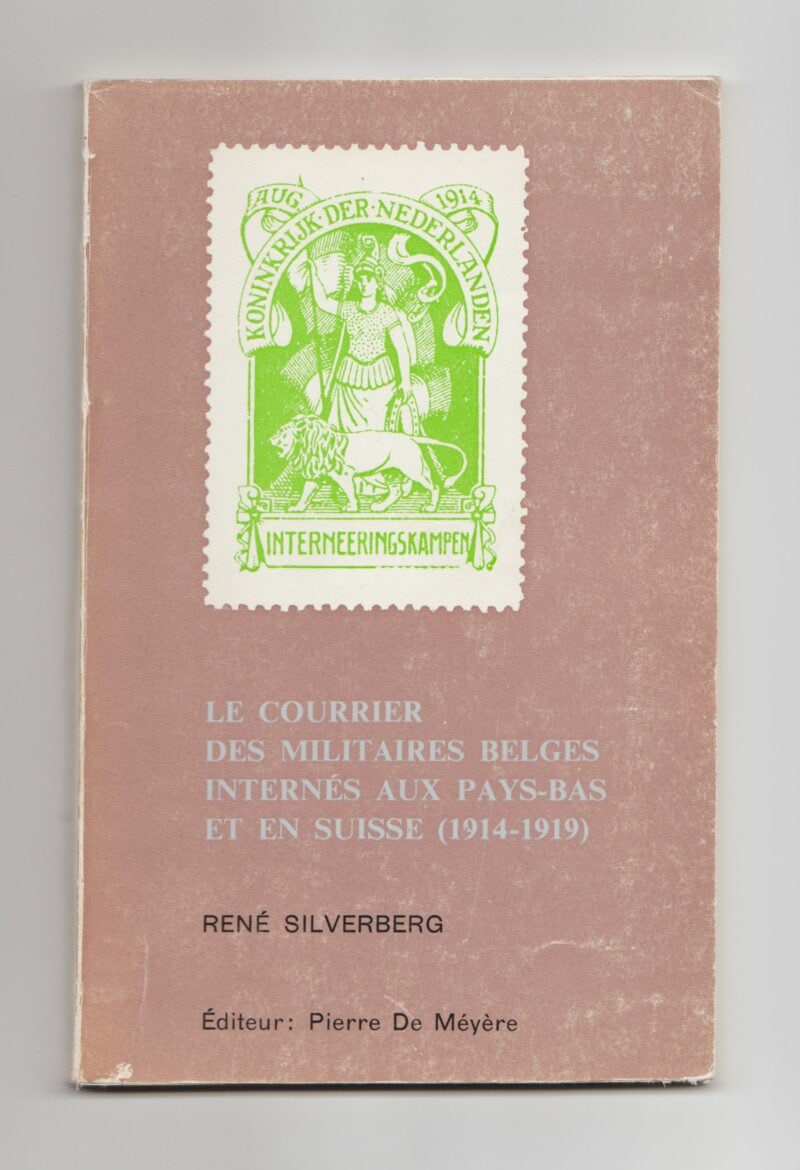 AUG. 1914
KONINKRIJK·DER·NEDERLANDEN
INTERNEERINGSKAMPEN
LE COURRIER
DES MILITAIRES BELGES
INTERNÉS AUX PAYS-BAS
ET EN SUISSE (1914-1919)
RENÉ SILVERBERG
Éditeur: Pierre De Méyère